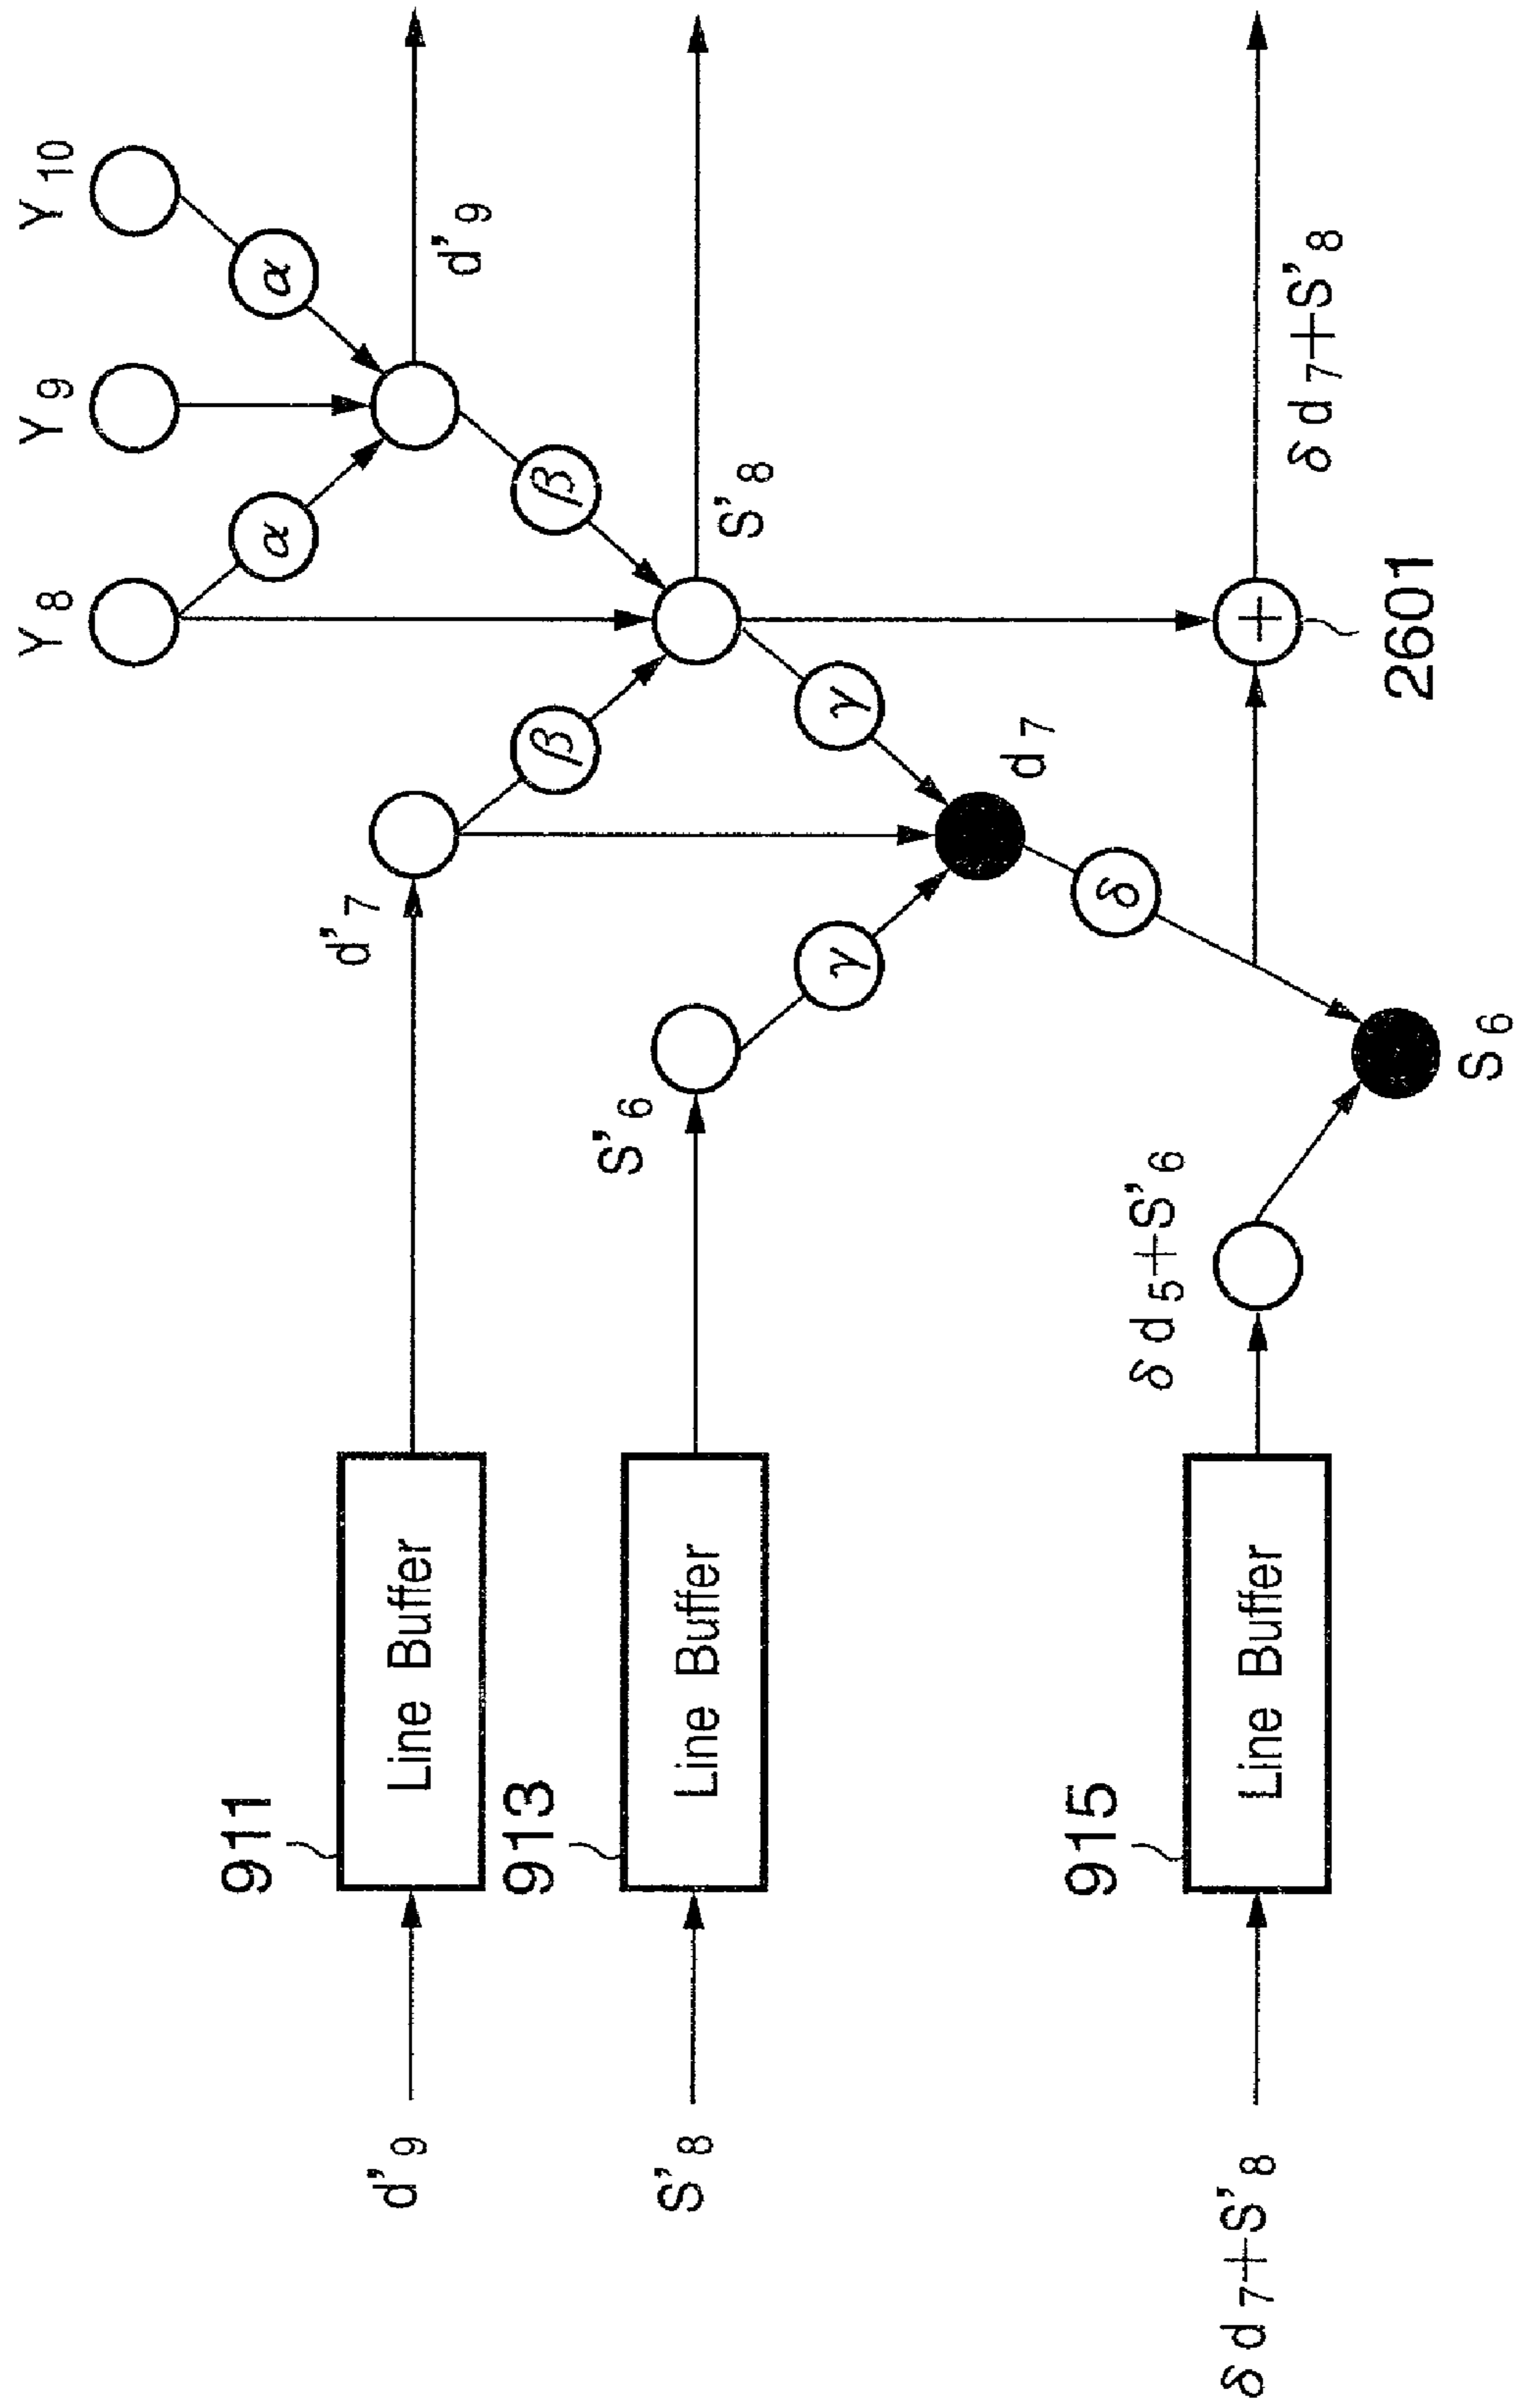 Y8
Y9
Y10
α
α
d'9
β
β
d'7
S'8
γ
γ
S'6
d7
δ
δd7+S'8
2601
S6
δd5+S'6
911
Line Buffer
913
Line Buffer
915
Line Buffer
d'9
S'8
δd7+S'8